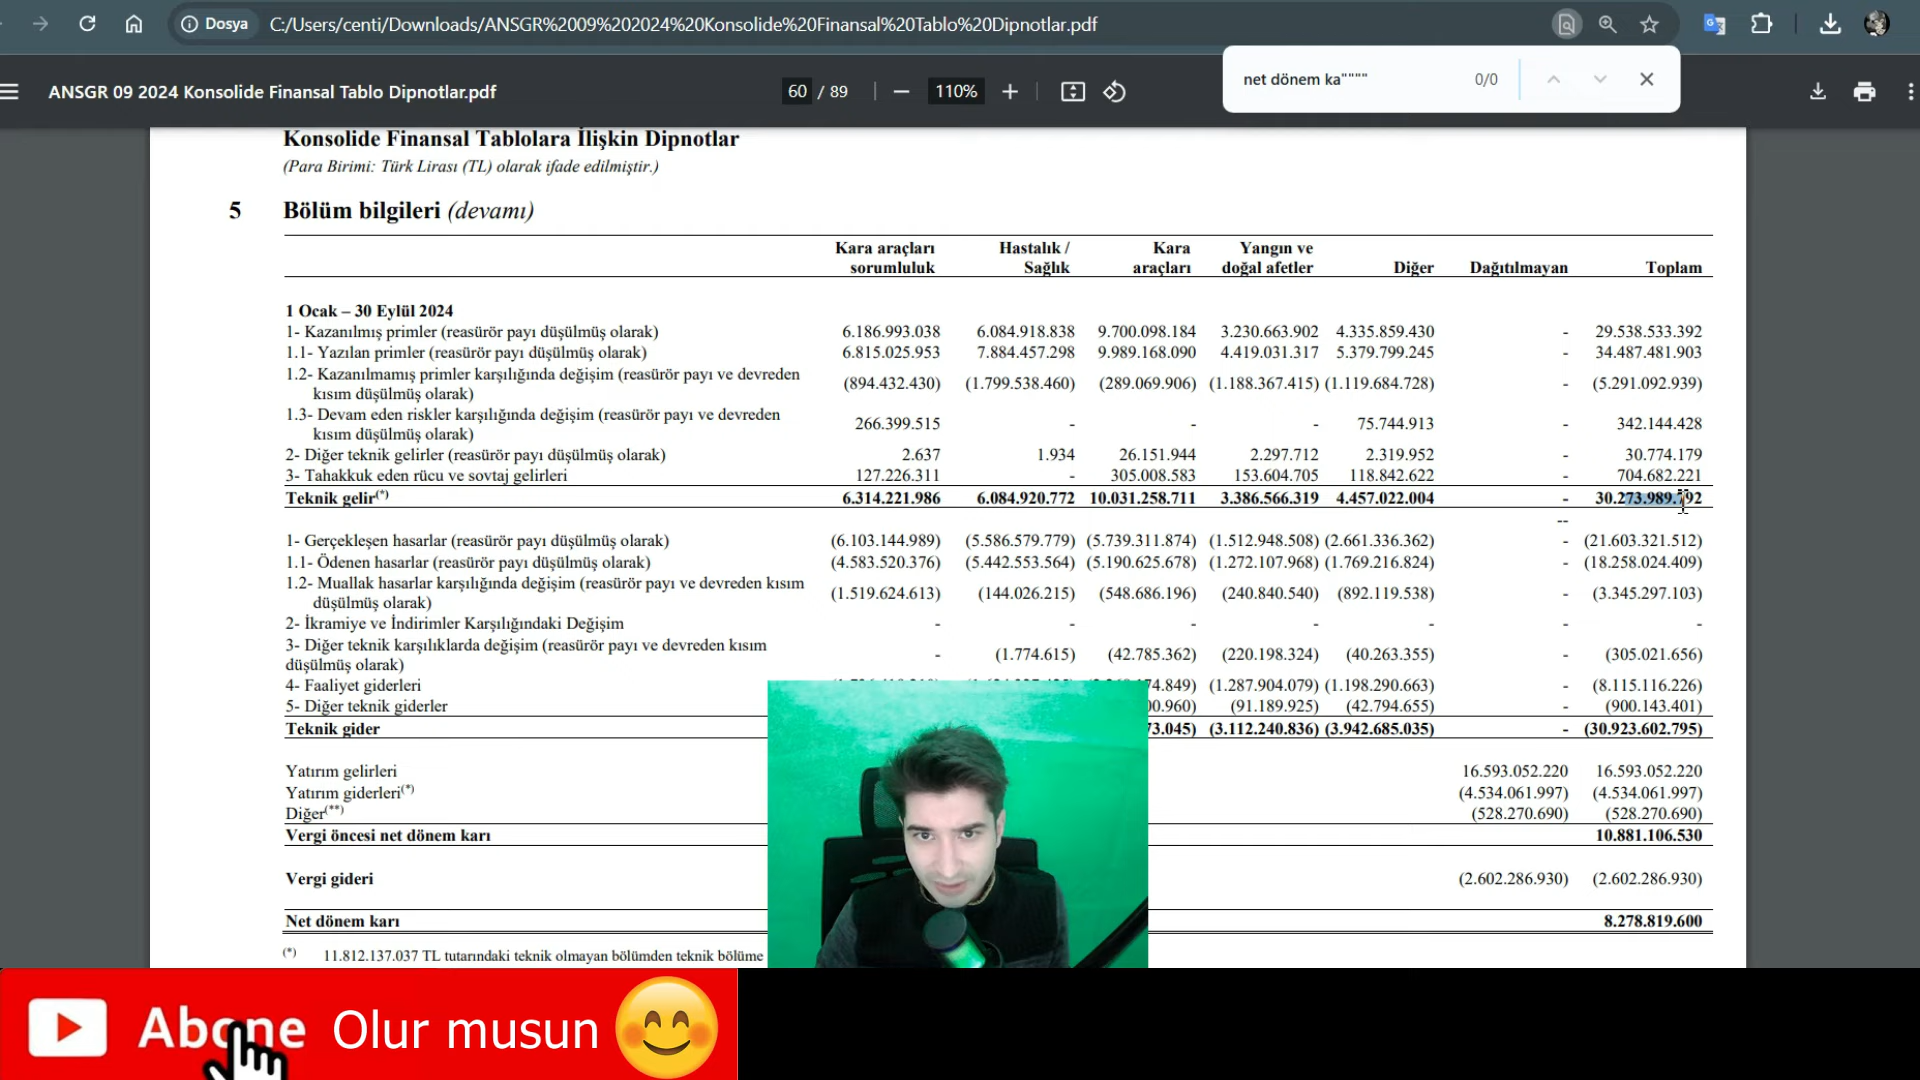 Dosya C:/Users/centi/Downloads/ANSGR%2009%202024%20Konsolide%20Finansal%20Tablo%20Dipnotlar.pdf
net dönem ka"""" 0/0
ANSGR 09 2024 Konsolide Finansal Tablo Dipnotlar.pdf 60 / 89 110%
Konsolide Finansal Tablolara İlişkin Dipnotlar
(Para Birimi: Türk Lirası (TL) olarak ifade edilmiştir.)
5 Bölüm bilgileri (devamı)
Kara araçları Hastalık / Kara Yangın ve
sorumluluk Sağlık araçları doğal afetler Diğer Dağıtılmayan Toplam
1 Ocak – 30 Eylül 2024
1- Kazanılmış primler (reasürör payı düşülmüş olarak) 6.186.993.038 6.084.918.838 9.700.098.184 3.230.663.902 4.335.859.430 - 29.538.533.392
1.1- Yazılan primler (reasürör payı düşülmüş olarak) 6.815.025.953 7.884.457.298 9.989.168.090 4.419.031.317 5.379.799.245 - 34.487.481.903
1.2- Kazanılmamış primler karşılığında değişim (reasürör payı ve devreden
kısım düşülmüş olarak) (894.432.430) (1.799.538.460) (289.069.906) (1.188.367.415) (1.119.684.728) - (5.291.092.939)
1.3- Devam eden riskler karşılığında değişim (reasürör payı ve devreden
kısım düşülmüş olarak) 266.399.515 - - - 75.744.913 - 342.144.428
2- Diğer teknik gelirler (reasürör payı düşülmüş olarak) 2.637 1.934 26.151.944 2.297.712 2.319.952 - 30.774.179
3- Tahakkuk eden rücu ve sovtaj gelirleri 127.226.311 - 305.008.583 153.604.705 118.842.622 - 704.682.221
Teknik gelir(*) 6.314.221.986 6.084.920.772 10.031.258.711 3.386.566.319 4.457.022.004 - 30.273.989.792
--
1- Gerçekleşen hasarlar (reasürör payı düşülmüş olarak) (6.103.144.989) (5.586.579.779) (5.739.311.874) (1.512.948.508) (2.661.336.362) - (21.603.321.512)
1.1- Ödenen hasarlar (reasürör payı düşülmüş olarak) (4.583.520.376) (5.442.553.564) (5.190.625.678) (1.272.107.968) (1.769.216.824) - (18.258.024.409)
1.2- Muallak hasarlar karşılığında değişim (reasürör payı ve devreden kısım
düşülmüş olarak) (1.519.624.613) (144.026.215) (548.686.196) (240.840.540) (892.119.538) - (3.345.297.103)
2- İkramiye ve İndirimler Karşılığındaki Değişim - - - - - - -
3- Diğer teknik karşılıklarda değişim (reasürör payı ve devreden kısım
düşülmüş olarak) - (1.774.615) (42.785.362) (220.198.324) (40.263.355) - (305.021.656)
4- Faaliyet giderleri 74.849) (1.287.904.079) (1.198.290.663) - (8.115.116.226)
5- Diğer teknik giderler 00.960) (91.189.925) (42.794.655) - (900.143.401)
Teknik gider 73.045) (3.112.240.836) (3.942.685.035) - (30.923.602.795)
Yatırım gelirleri 16.593.052.220 16.593.052.220
Yatırım giderleri(*) (4.534.061.997) (4.534.061.997)
Diğer(**) (528.270.690) (528.270.690)
Vergi öncesi net dönem karı 10.881.106.530
Vergi gideri (2.602.286.930) (2.602.286.930)
Net dönem karı 8.278.819.600
(*) 11.812.137.037 TL tutarındaki teknik olmayan bölümden teknik bölüme
Abone Olur musun